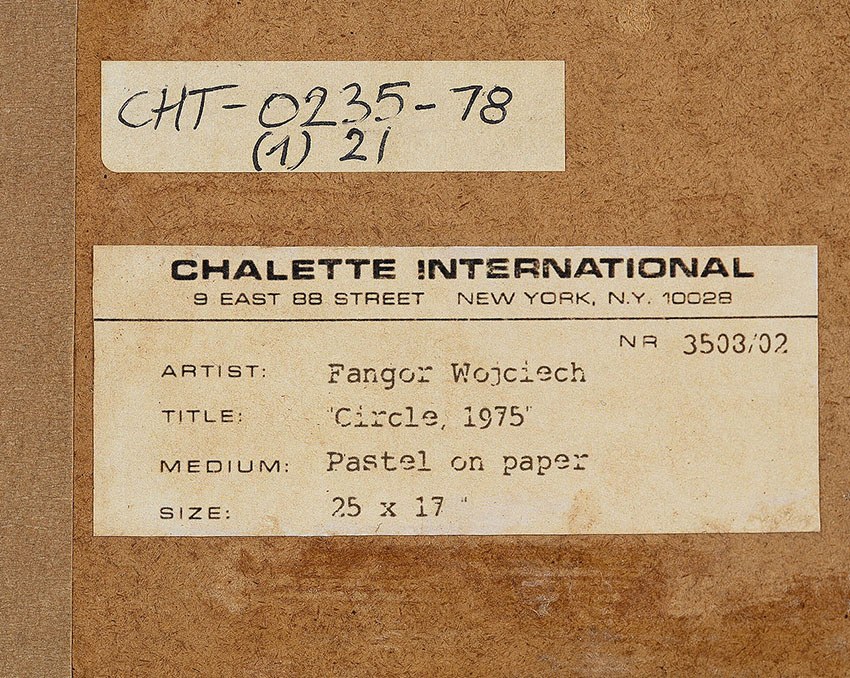 CHT-0235-78
(1) 21
CHALETTE INTERNATIONAL
9 EAST 88 STREET NEW YORK, N.Y. 10028
NR 3503/02
ARTIST: Fangor Wojciech
TITLE: "Circle, 1975"
MEDIUM: Pastel on paper
SIZE: 25 x 17 "